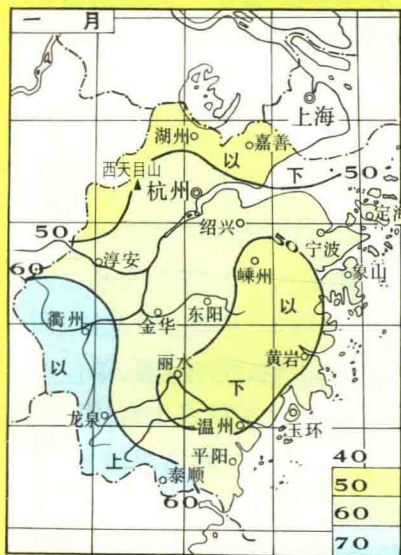 一 月
上海
湖州
嘉善
以
西天目山
下
50
杭州
定海
绍兴
50
50
宁波
淳安
嵊州
象山
60
以
衢州
东阳
金华
以
黄岩
丽水
下
龙泉
温州
玉环
上
平阳
40
泰顺
50
60
60
70